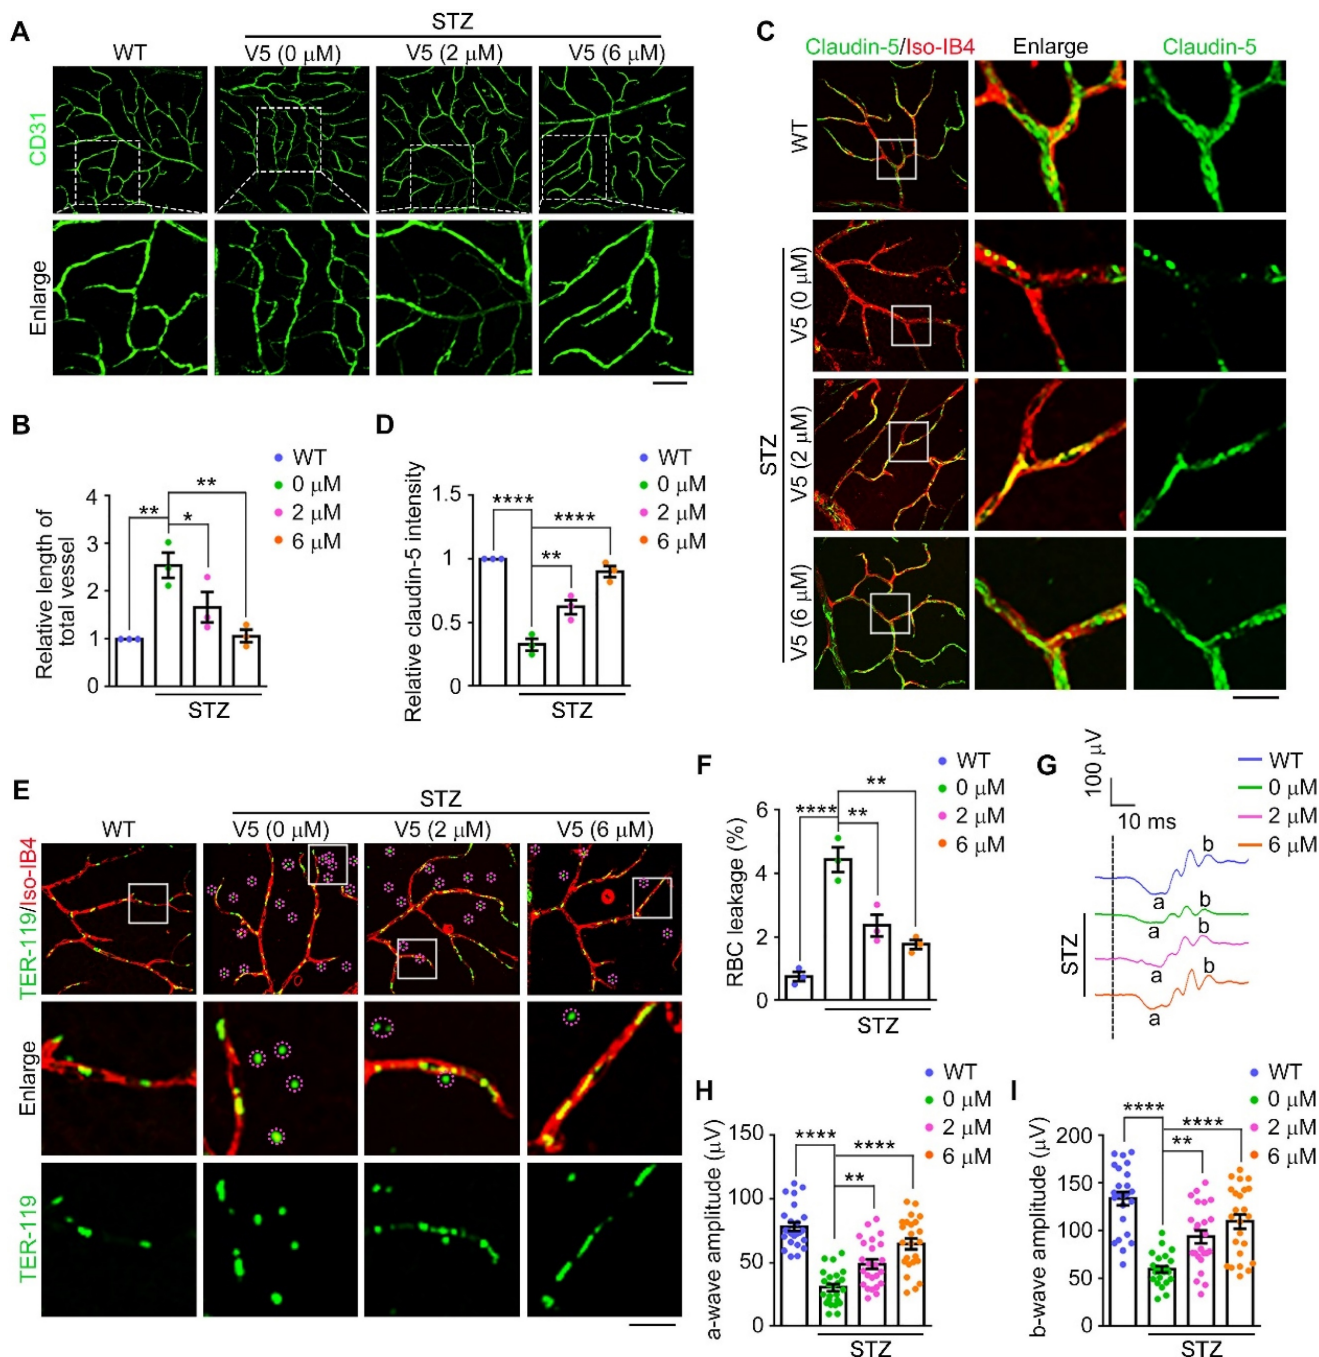 A
STZ
WT
V5 (0 μM)
V5 (2 μM)
V5 (6 μM)
CD31
Enlarge
B
WT
0 μM
2 μM
6 μM
Relative length of
total vessel
4
3
2
1
0
**
*
**
STZ
D
WT
0 μM
2 μM
6 μM
Relative claudin-5 intensity
1.5
1
0.5
0
****
**
****
STZ
C
Claudin-5/Iso-IB4
Enlarge
Claudin-5
WT
STZ
V5 (0 μM)
V5 (2 μM)
V5 (6 μM)
E
STZ
WT
V5 (0 μM)
V5 (2 μM)
V5 (6 μM)
TER-119/Iso-IB4
Enlarge
TER-119
F
WT
0 μM
2 μM
6 μM
RBC leakage (%)
6
4
2
0
****
**
**
STZ
G
100 μV
10 ms
WT
0 μM
2 μM
6 μM
a
b
a
b
a
b
a
b
STZ
H
WT
0 μM
2 μM
6 μM
a-wave amplitude (μV)
150
100
50
0
****
**
****
STZ
I
WT
0 μM
2 μM
6 μM
b-wave amplitude (μV)
200
150
100
50
0
****
**
****
STZ